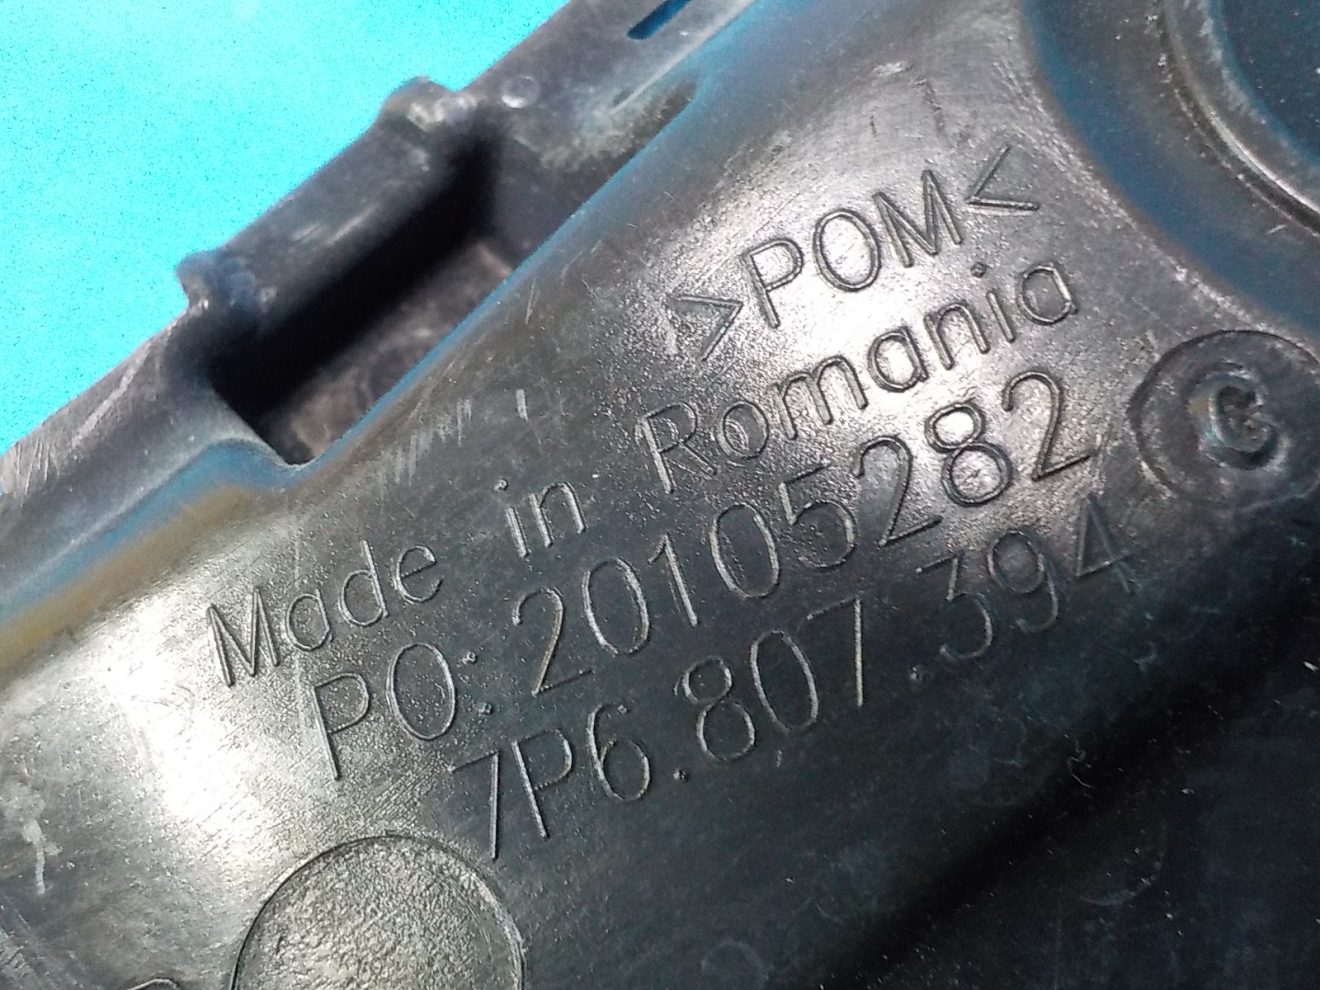 >POM<
Made in Romania
PO: 20105282
7P6.807.394
G